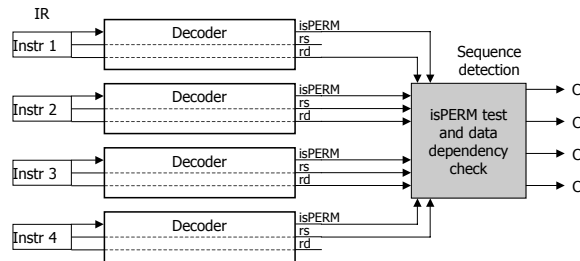 IR
Instr 1
Decoder
isPERM
rs
rd
Instr 2
Decoder
isPERM
rs
rd
Instr 3
Decoder
isPERM
rs
rd
Instr 4
Decoder
isPERM
rs
rd
Sequence
detection
isPERM test
and data
dependency
check